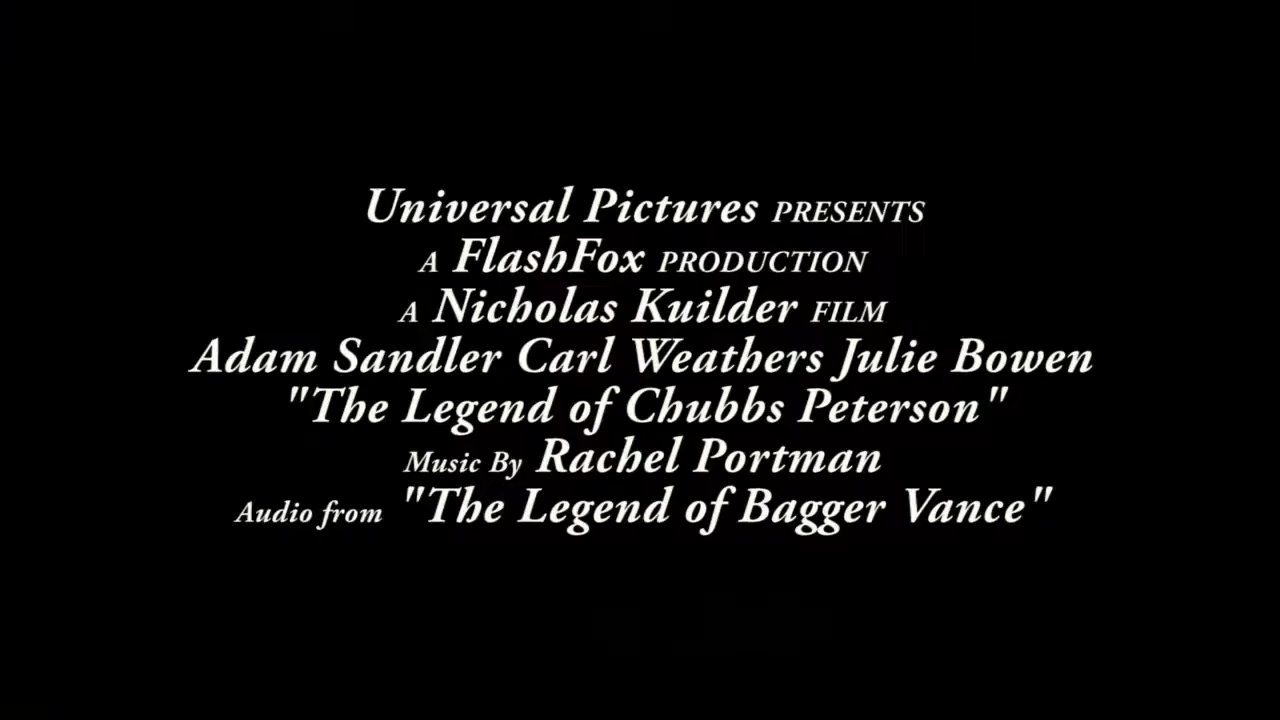 Universal Pictures PRESENTS
A FlashFox PRODUCTION
A Nicholas Kuilder FILM
Adam Sandler Carl Weathers Julie Bowen
"The Legend of Chubbs Peterson"
Music By Rachel Portman
Audio from "The Legend of Bagger Vance"